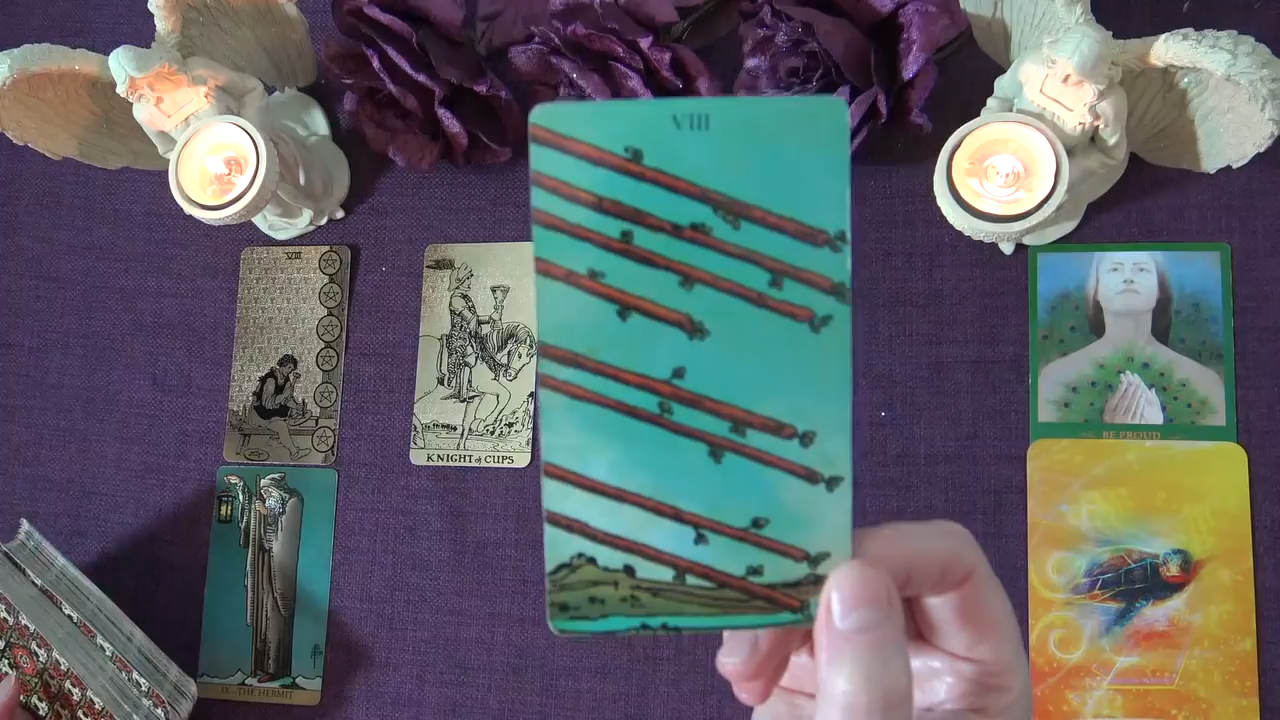 VIII
VIII
KNIGHT of CUPS
BE PROUD
IX • THE HERMIT